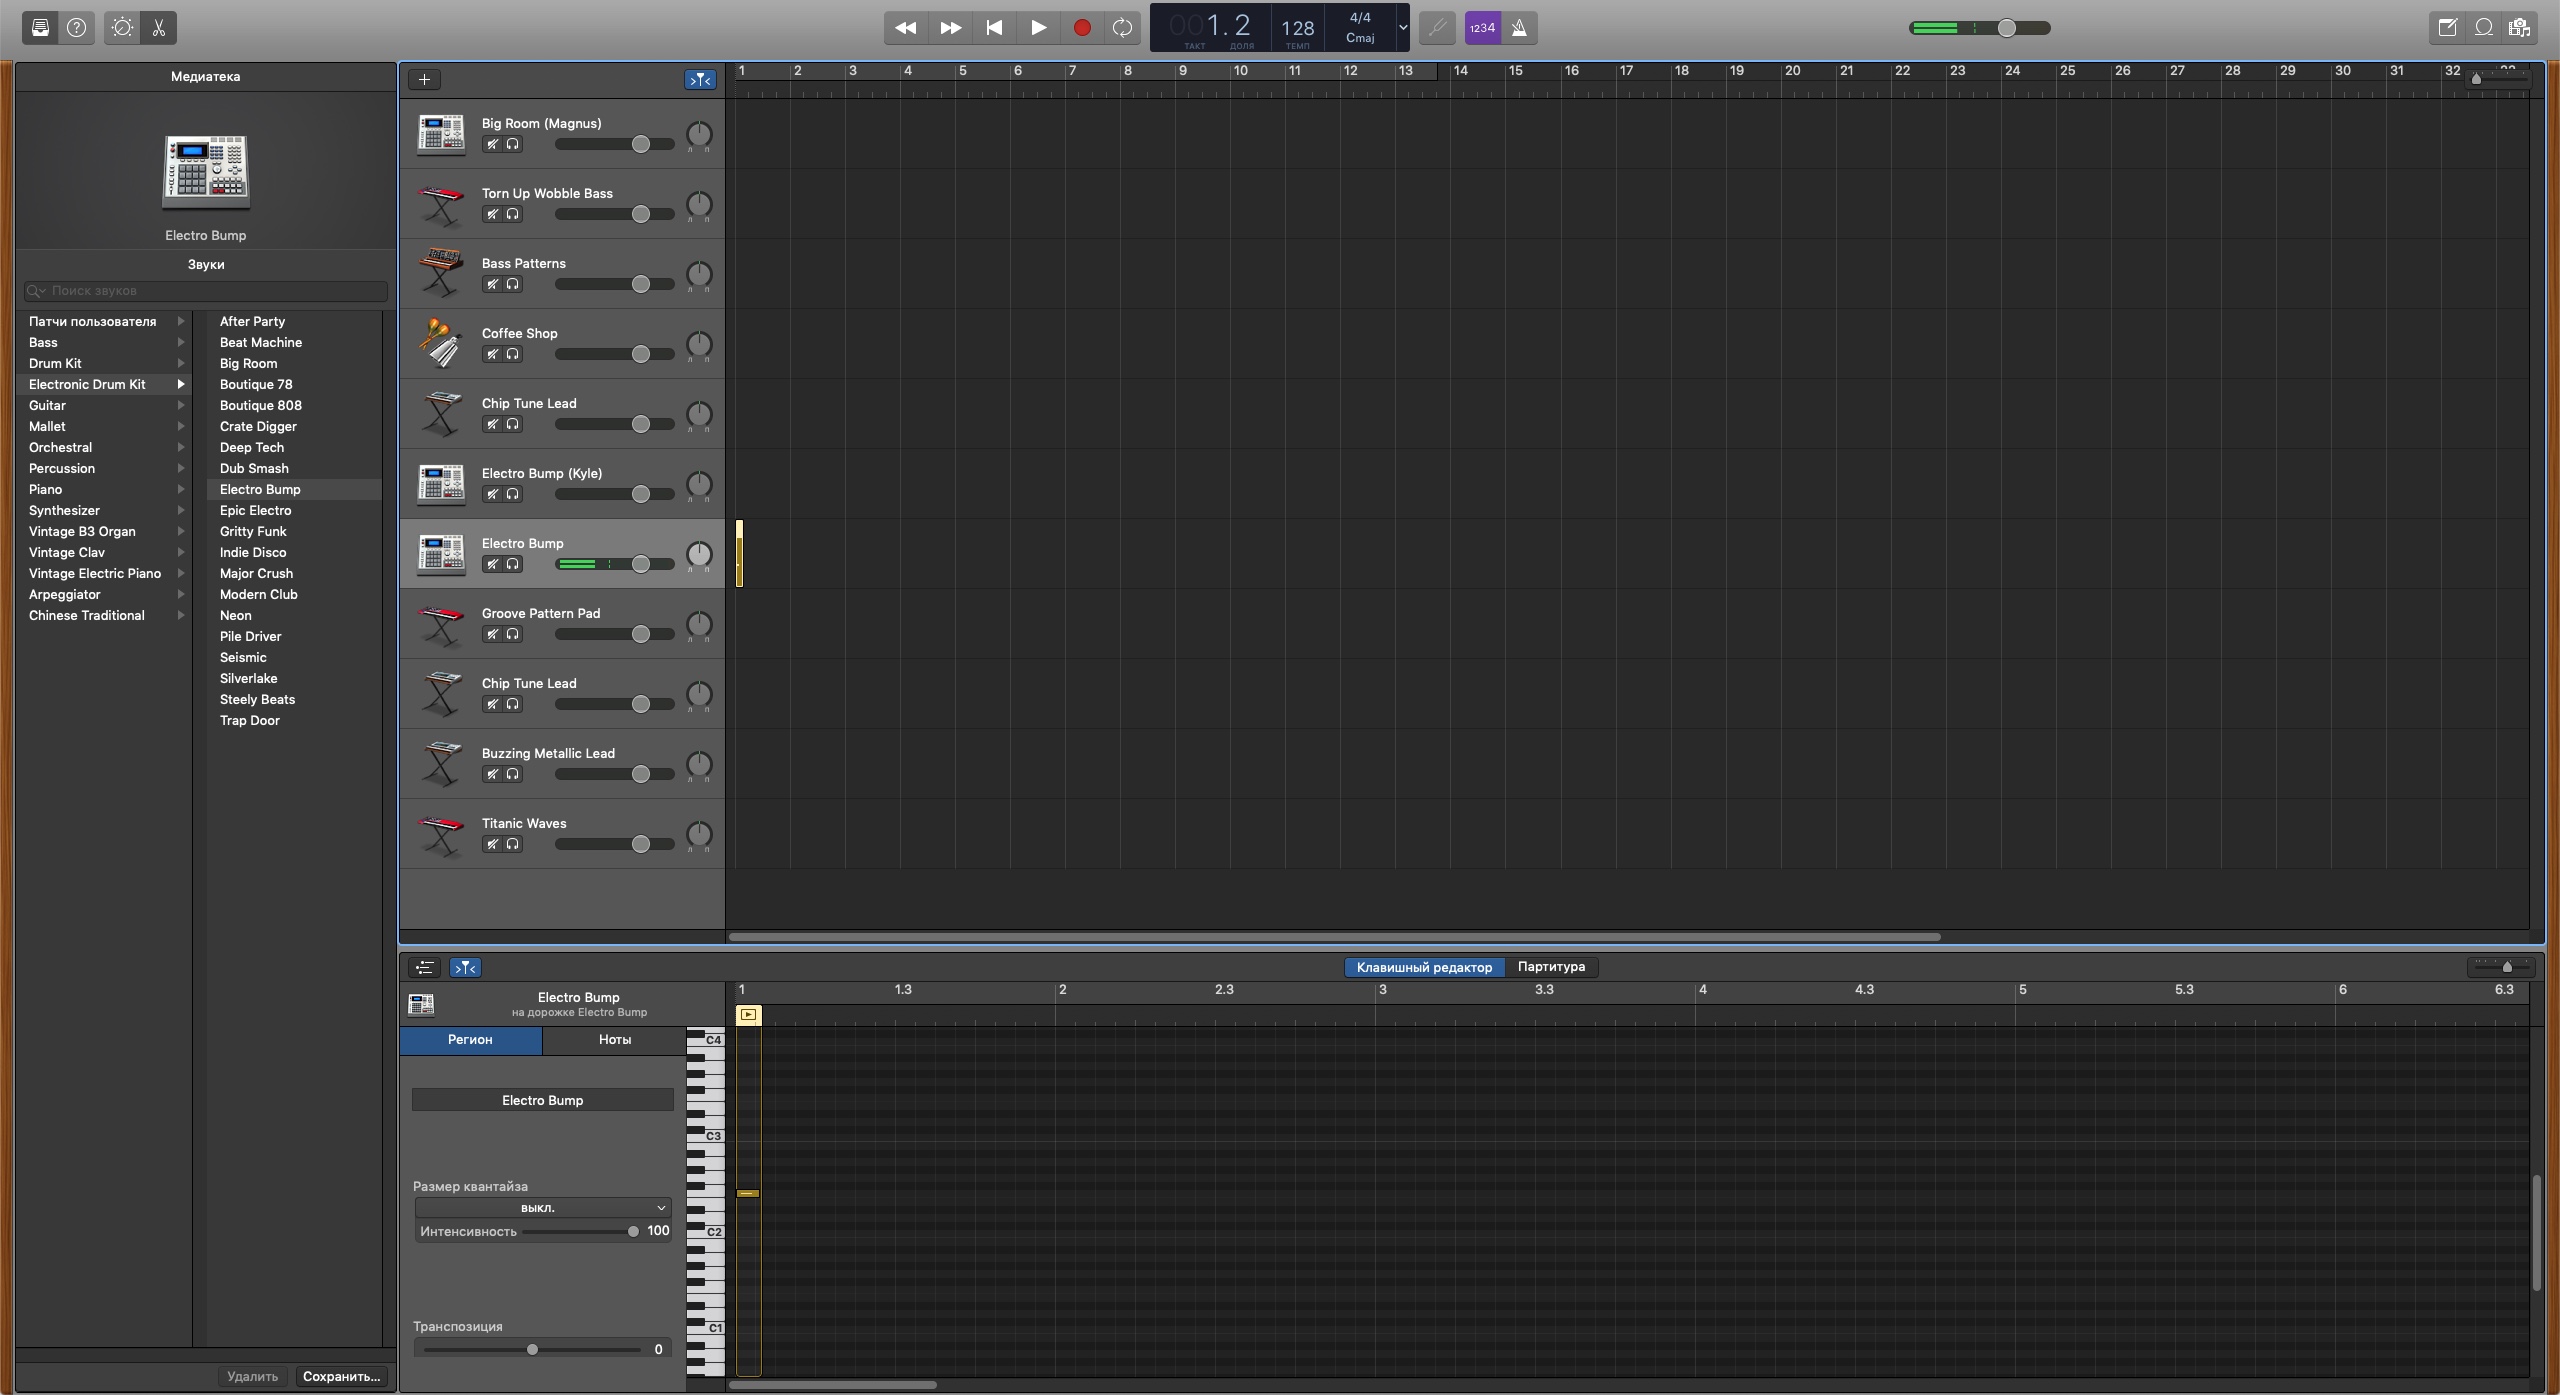 001.2
ТАКТ ДОЛЯ
128
ТЕМП
4/4
Cmaj
1234
Медиатека
Electro Bump
Звуки
Поиск звуков
Патчи пользователя
Bass
Drum Kit
Electronic Drum Kit
Guitar
Mallet
Orchestral
Percussion
Piano
Synthesizer
Vintage B3 Organ
Vintage Clav
Vintage Electric Piano
Arpeggiator
Chinese Traditional
After Party
Beat Machine
Big Room
Boutique 78
Boutique 808
Crate Digger
Deep Tech
Dub Smash
Electro Bump
Epic Electro
Gritty Funk
Indie Disco
Major Crush
Modern Club
Neon
Pile Driver
Seismic
Silverlake
Steely Beats
Trap Door
Удалить
Сохранить...
1 2 3 4 5 6 7 8 9 10 11 12 13 14 15 16 17 18 19 20 21 22 23 24 25 26 27 28 29 30 31 32
Big Room (Magnus)
Л П
Torn Up Wobble Bass
Л П
Bass Patterns
Л П
Coffee Shop
Л П
Chip Tune Lead
Л П
Electro Bump (Kyle)
Л П
Electro Bump
Л П
Groove Pattern Pad
Л П
Chip Tune Lead
Л П
Buzzing Metallic Lead
Л П
Titanic Waves
Л П
Клавишный редактор
Партитура
Electro Bump
на дорожке Electro Bump
1 1.3 2 2.3 3 3.3 4 4.3 5 5.3 6 6.3
Регион
Ноты
Electro Bump
Размер квантайза
выкл.
Интенсивность 100
Транспозиция
0
C4
C3
C2
C1